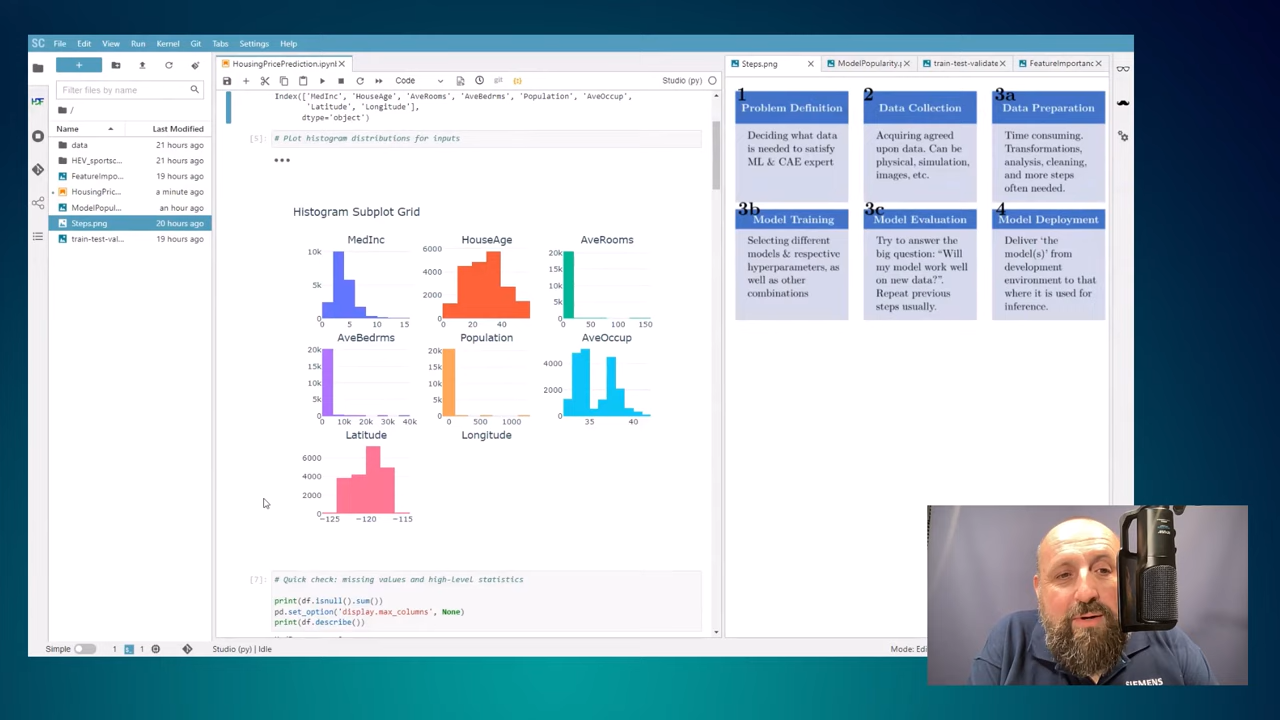 SC File Edit View Run Kernel Git Tabs Settings Help
Filter files by name
/
Name Last Modified
data 21 hours ago
HEV_sportsc... 21 hours ago
FeatureImpo... 19 hours ago
HousingPric... a minute ago
ModelPopul... an hour ago
Steps.png 20 hours ago
train-test-val... 19 hours ago
HousingPricePrediction.ipynl
Code
git
Studio (py)
Index(['MedInc', 'HouseAge', 'AveRooms', 'AveBedrms', 'Population', 'AveOccup',
'Latitude', 'Longitude'],
dtype='object')
[5]: # Plot histogram distributions for inputs
Histogram Subplot Grid
MedInc HouseAge AveRooms
10k
5k
0
0 5 10 15
6000
4000
2000
0
0 20 40
20k
15k
10k
5k
0
0 50 100 150
AveBedrms Population AveOccup
20k
15k
10k
5k
0
0 10k 20k 30k 40k
20k
15k
10k
5k
0
0 500 1000
4000
2000
0
35 40
Latitude Longitude
6000
4000
2000
0
−125 −120 −115
[7]: # Quick check: missing values and high-level statistics
print(df.isnull().sum())
pd.set_option('display.max_columns', None)
print(df.describe())
Steps.png ModelPopularity.p train-test-validate FeatureImportanc
1 2 3a
Problem Definition
Deciding what data
is needed to satisfy
ML & CAE expert
Data Collection
Acquiring agreed
upon data. Can be
physical, simulation,
images, etc.
Data Preparation
Time consuming.
Transformations,
analysis, cleaning,
and more steps
often needed.
3b 3c 4
Model Training
Selecting different
models & respective
hyperparameters, as
well as other
combinations
Model Evaluation
Try to answer the
big question: “Will
my model work well
on new data?”.
Repeat previous
steps usually.
Model Deployment
Deliver ‘the
model(s)’ from
development
environment to that
where it is used for
inference.
Simple 1 1 Studio (py) | Idle Mode: Edi
SIEMENS